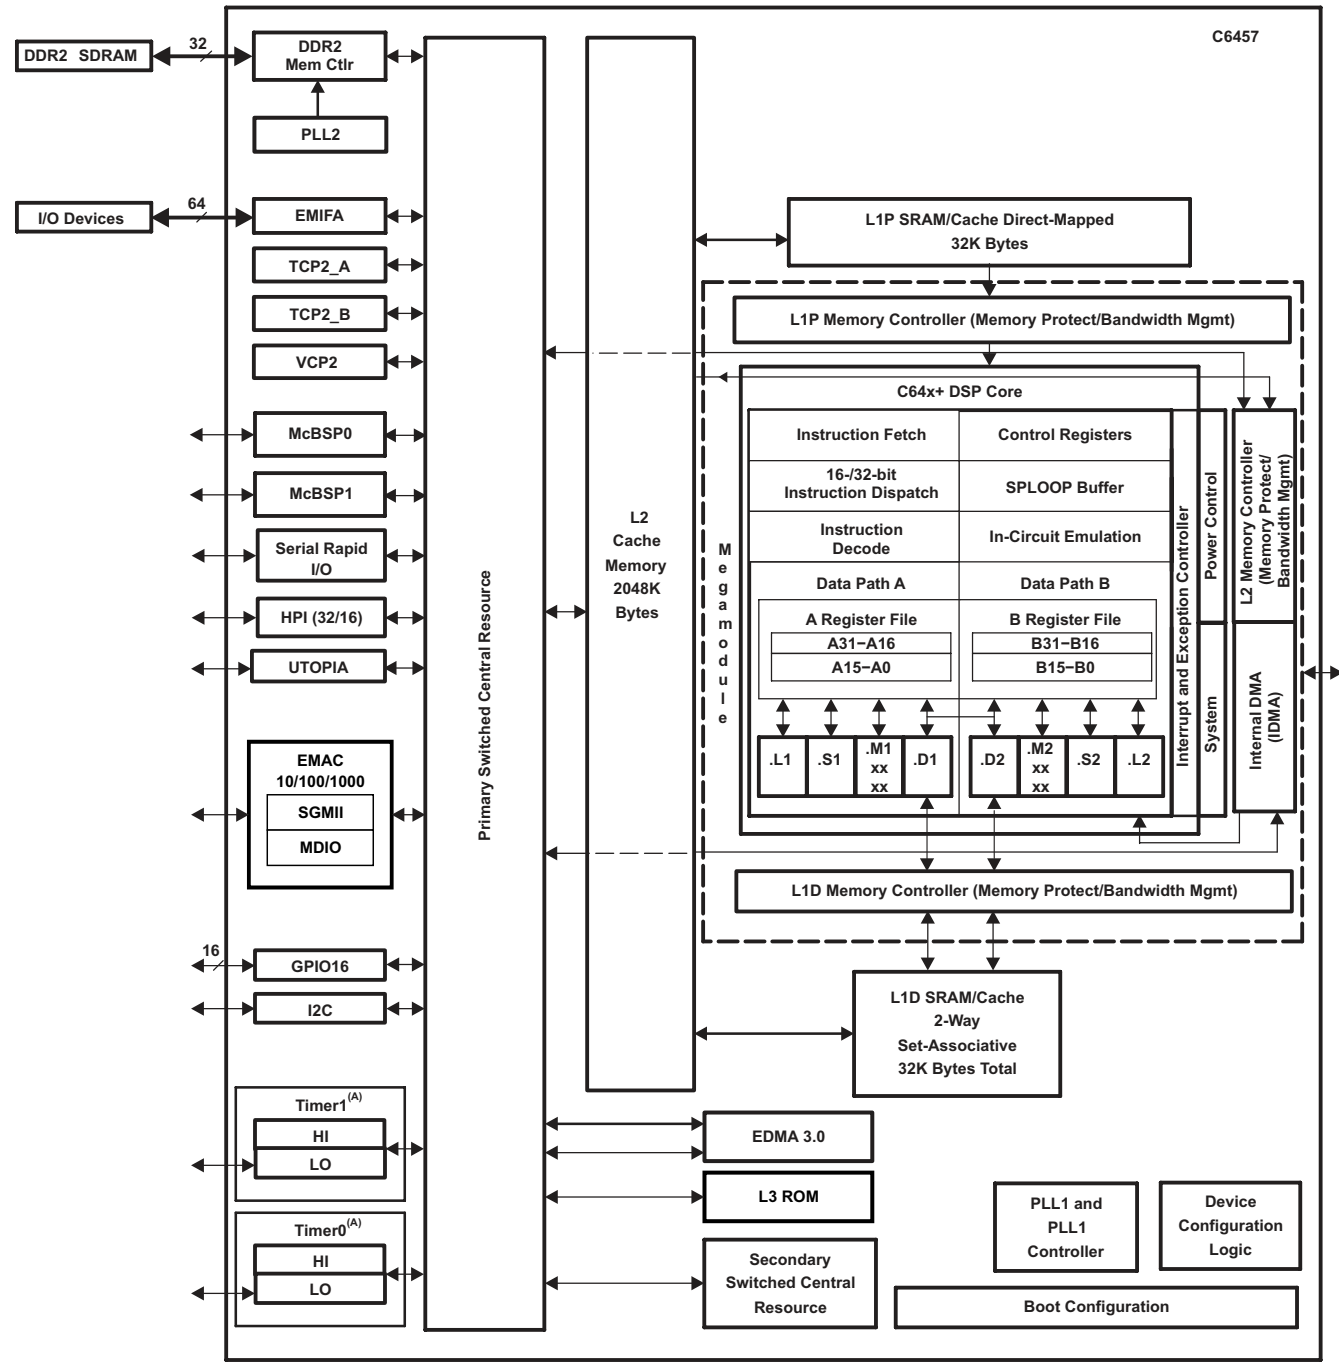 C6457
DDR2 SDRAM
32
DDR2
Mem Ctlr
PLL2
I/O Devices
64
EMIFA
TCP2_A
TCP2_B
VCP2
McBSP0
McBSP1
Serial Rapid
I/O
HPI (32/16)
UTOPIA
EMAC
10/100/1000
SGMII
MDIO
16
GPIO16
I2C
Timer1(A)
HI
LO
Timer0(A)
HI
LO
Primary Switched Central Resource
L2
Cache
Memory
2048K
Bytes
L1P SRAM/Cache Direct-Mapped
32K Bytes
L1P Memory Controller (Memory Protect/Bandwidth Mgmt)
Megamodule
C64x+ DSP Core
Instruction Fetch
Control Registers
16-/32-bit
Instruction Dispatch
SPLOOP Buffer
Instruction
Decode
In-Circuit Emulation
Data Path A
Data Path B
A Register File
B Register File
A31−A16
B31−B16
A15−A0
B15−B0
.L1
.S1
.M1
xx
xx
.D1
.D2
.M2
xx
xx
.S2
.L2
Interrupt and Exception Controller
Power Control
System
L2 Memory Controller
(Memory Protect/
Bandwidth Mgmt)
Internal DMA
(IDMA)
L1D Memory Controller (Memory Protect/Bandwidth Mgmt)
L1D SRAM/Cache
2-Way
Set-Associative
32K Bytes Total
EDMA 3.0
L3 ROM
Secondary
Switched Central
Resource
PLL1 and
PLL1
Controller
Device
Configuration
Logic
Boot Configuration